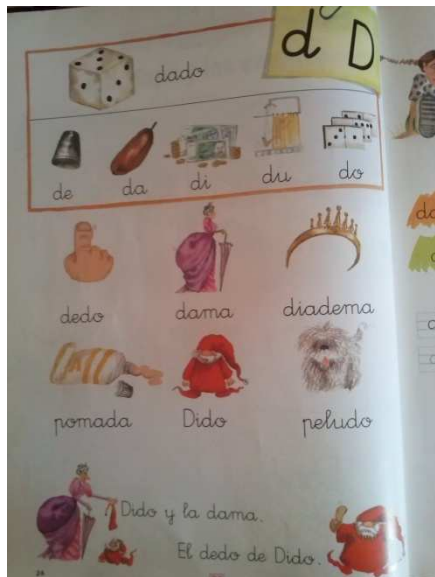 d D
dado
de da di du do
dedo dama diadema
pomada Dido peludo
Dido y la dama.
El dedo de Dido.
24